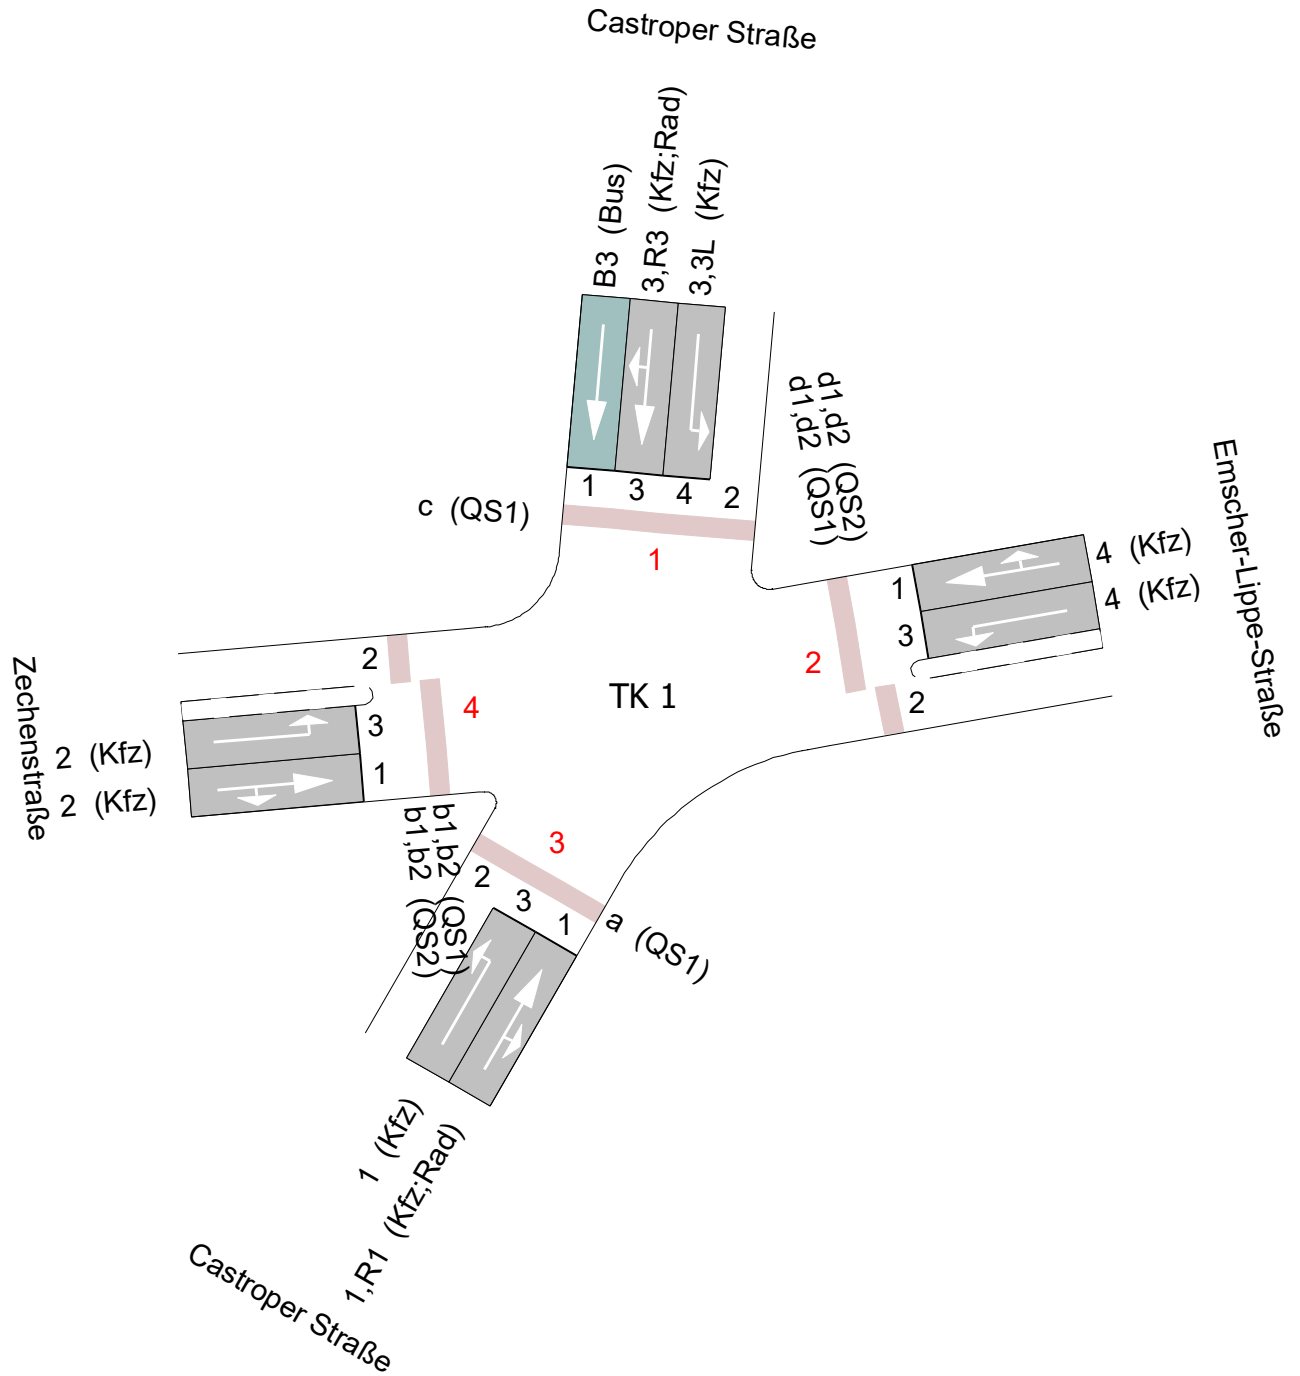 Castroper Straße
B3 (Bus)
3,R3 (Kfz;Rad)
3,3L (Kfz)
d1,d2 (QS2)
d1,d2 (QS1)
1
3
4
2
c (QS1)
1
Emscher-Lippe-Straße
4 (Kfz)
4 (Kfz)
1
3
2
2
Zechenstraße
2
4
TK 1
3
1
2 (Kfz)
2 (Kfz)
b1,b2 (QS1)
b1,b2 (QS2)
3
2
3
1
a (QS1)
1 (Kfz)
1,R1 (Kfz;Rad)
Castroper Straße